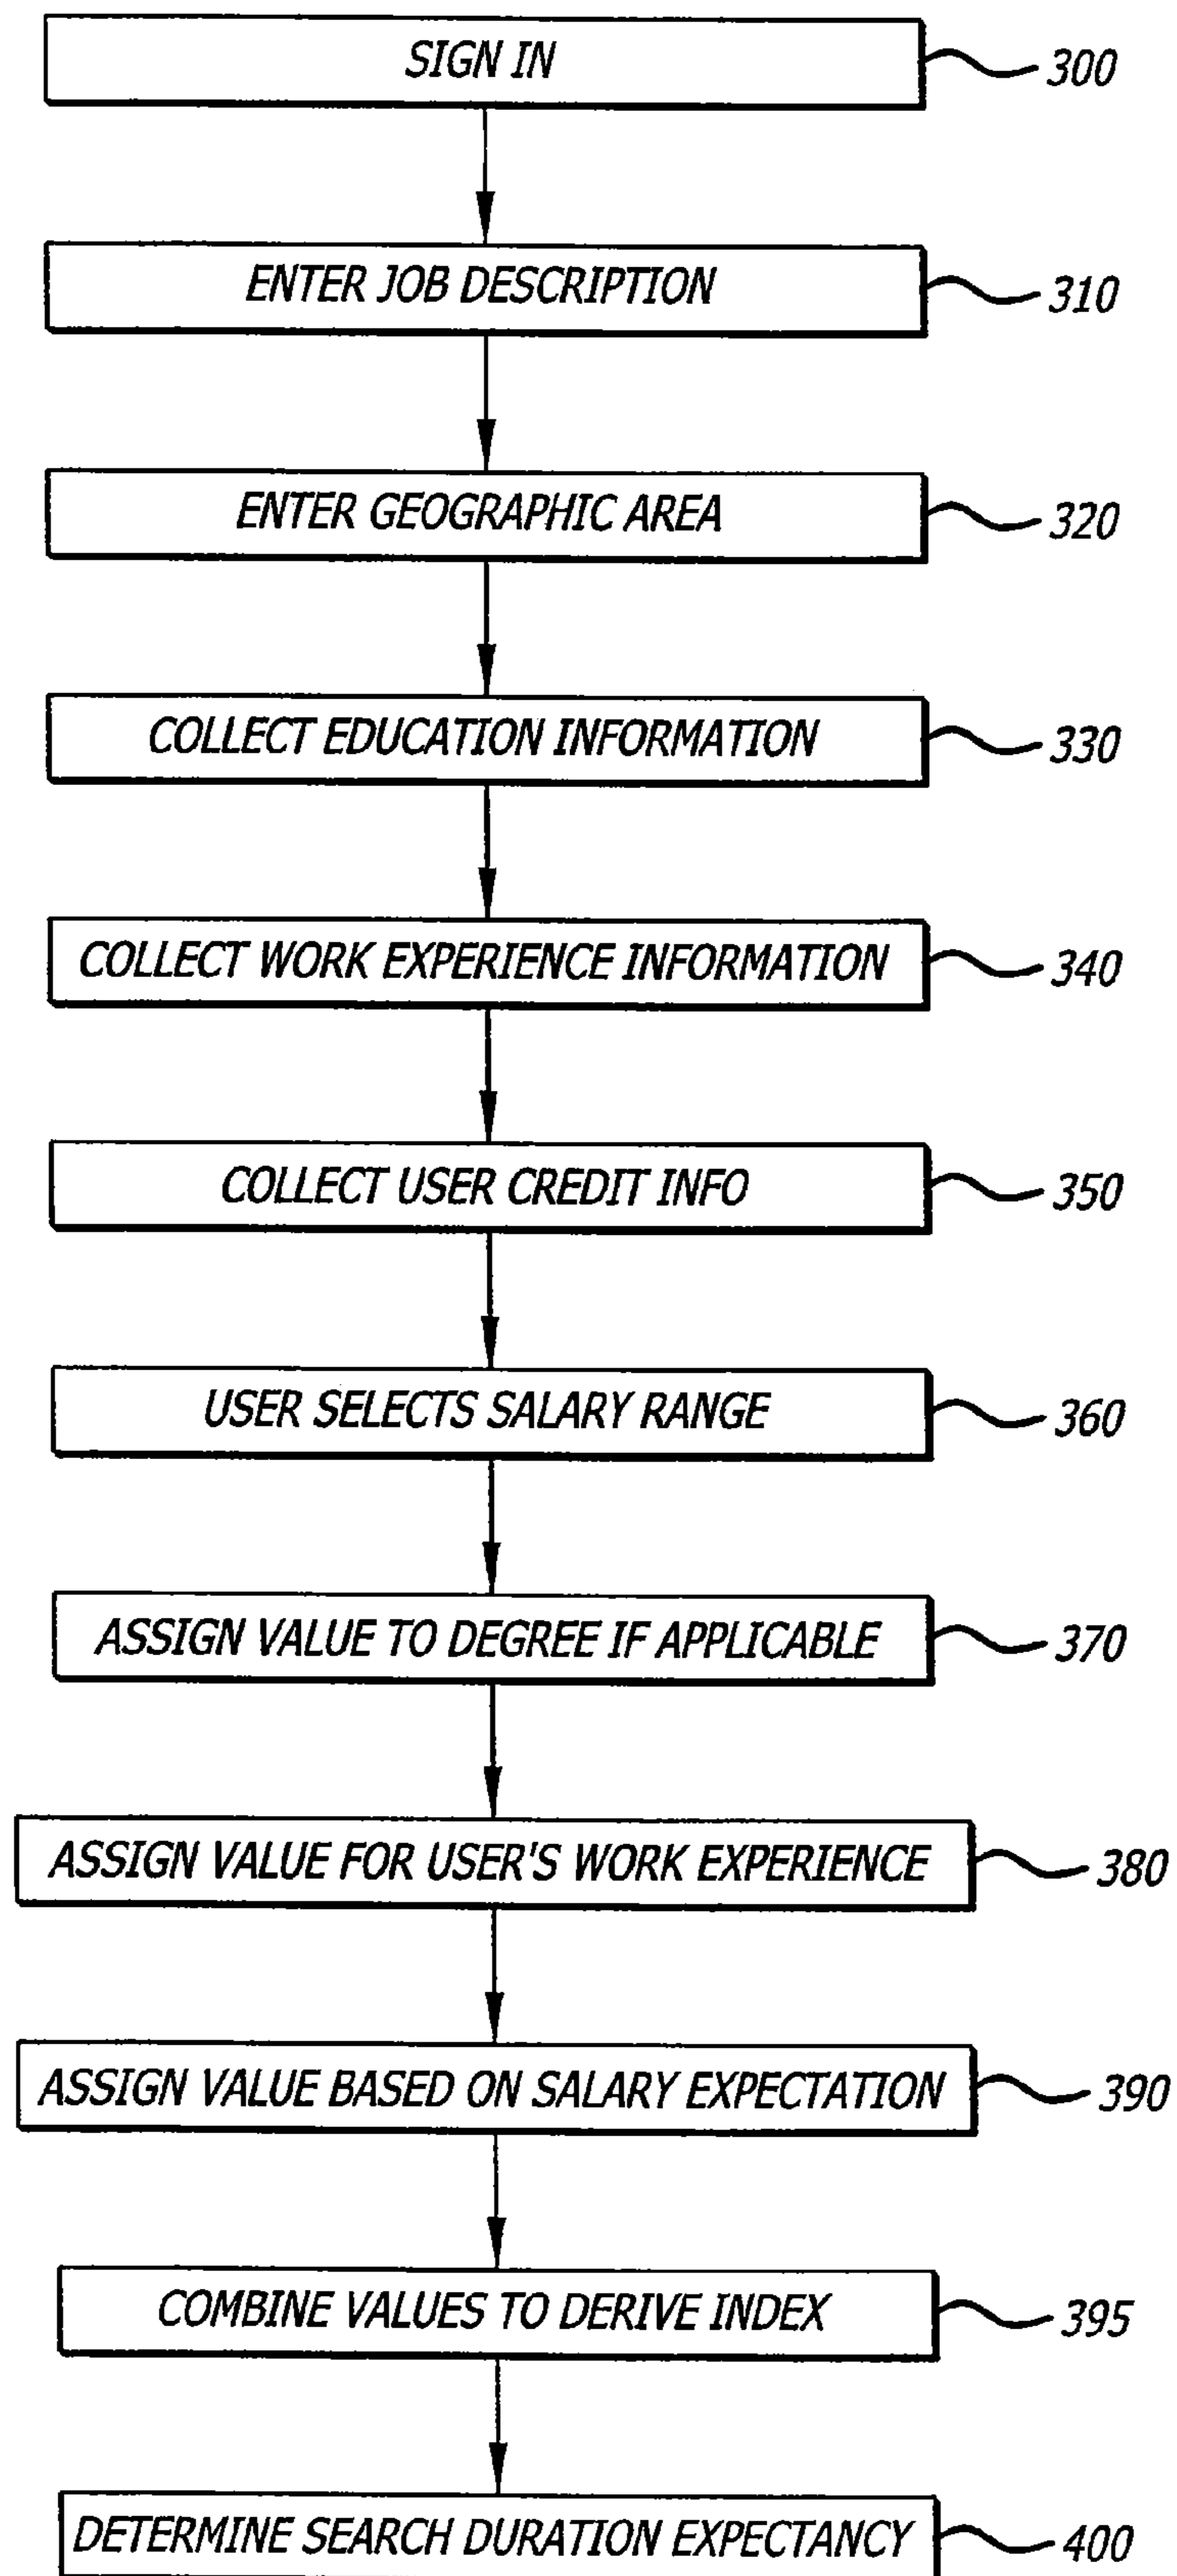 SIGN IN 300
ENTER JOB DESCRIPTION 310
ENTER GEOGRAPHIC AREA 320
COLLECT EDUCATION INFORMATION 330
COLLECT WORK EXPERIENCE INFORMATION 340
COLLECT USER CREDIT INFO 350
USER SELECTS SALARY RANGE 360
ASSIGN VALUE TO DEGREE IF APPLICABLE 370
ASSIGN VALUE FOR USER'S WORK EXPERIENCE 380
ASSIGN VALUE BASED ON SALARY EXPECTATION 390
COMBINE VALUES TO DERIVE INDEX 395
DETERMINE SEARCH DURATION EXPECTANCY 400